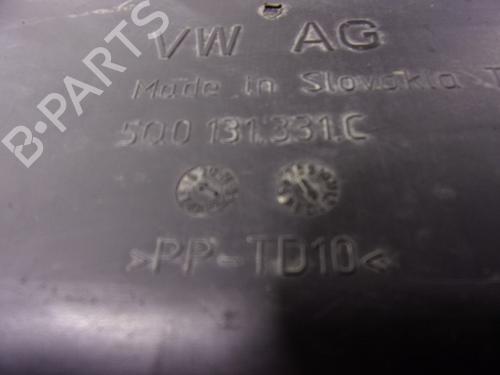 VW AG
Made in Slovakia
5Q0 131.331.C
>PP-TD10<
B-PARTS